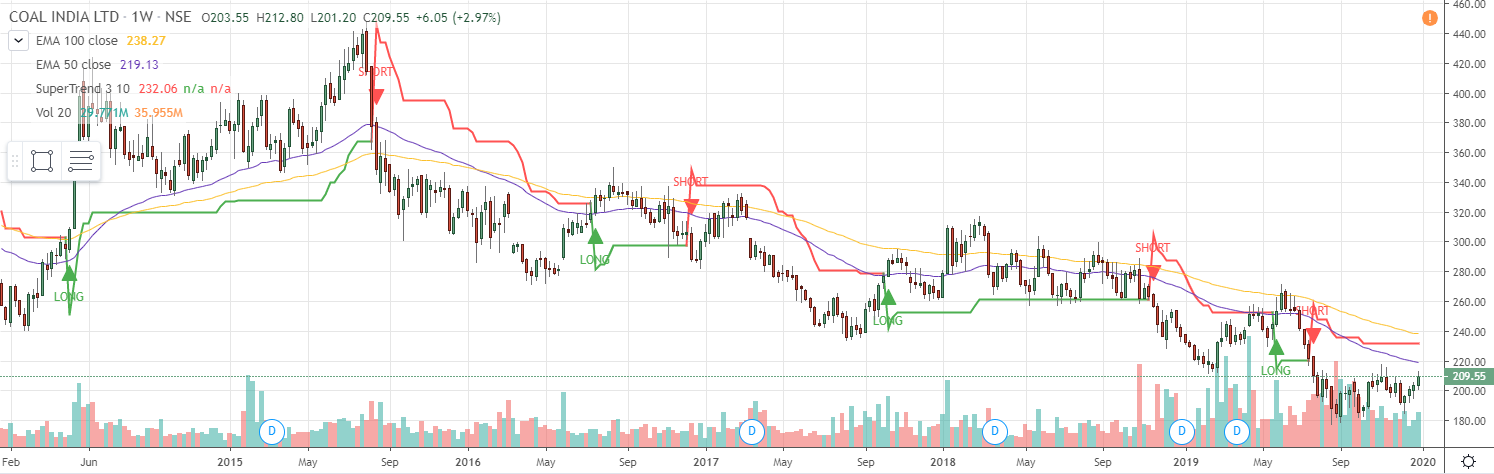 COAL INDIA LTD · 1W · NSE O203.55 H212.80 L201.20 C209.55 +6.05 (+2.97%)
EMA 100 close 238.27
EMA 50 close 219.13
SuperTrend 3 10 232.06 n/a n/a
Vol 20 29.771M 35.955M
SHORT
SHORT
LONG
LONG
SHORT
LONG
SHORT
LONG
D
D
D
D
D
460.00
440.00
420.00
400.00
380.00
360.00
340.00
320.00
300.00
280.00
260.00
240.00
220.00
209.55
200.00
180.00
Feb Jun 2015 May Sep 2016 May Sep 2017 May Sep 2018 May Sep 2019 May Sep 2020